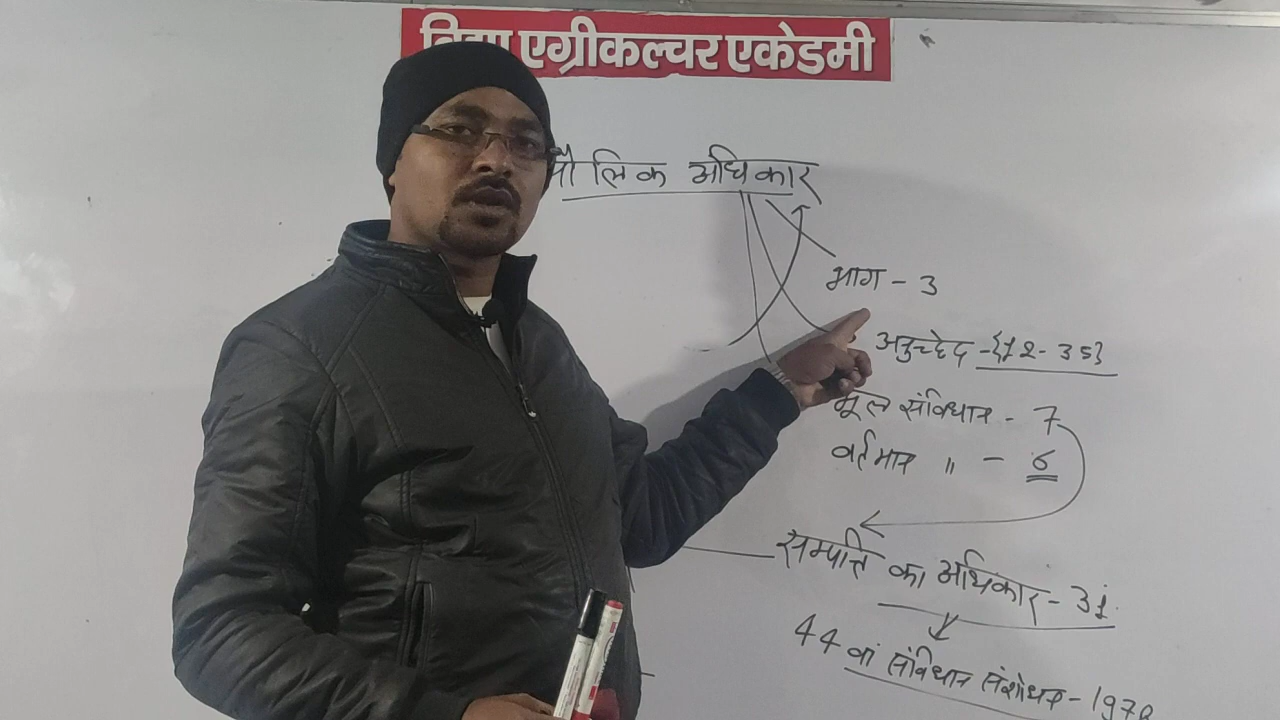 एग्रीकल्चर एकेडमी
मौलिक अधिकार
भाग - 3
अनुच्छेद - {12 - 35}
मूल संविधान - 7
वर्तमान " - 6
सम्पत्ति का अधिकार - 31
44 वां संविधान संशोधन -